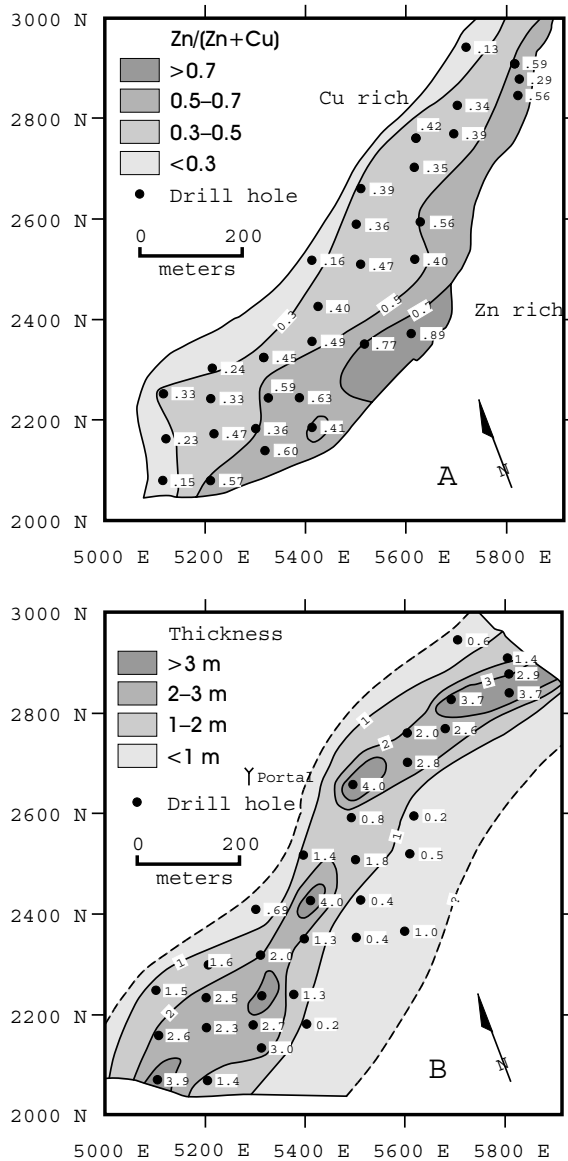 3000 N
Zn/(Zn+Cu)
>0.7
0.5–0.7
0.3–0.5
<0.3
Drill hole
0 200
meters
Cu rich
Zn rich
.13
.59
.29
.56
.34
.42
.39
.35
.39
.36
.56
.16
.47
.40
.40
0.3
0.5
0.7
.49
.77
.89
.45
.24
.59
.63
.33
.33
.41
.23
.47
.36
.60
.15
.57
A
N
2800 N
2600 N
2400 N
2200 N
2000 N
5000 E 5200 E 5400 E 5600 E 5800 E
3000 N
Thickness
>3 m
2–3 m
1–2 m
<1 m
Portal
Drill hole
0 200
meters
0.6
1.4
2.9
3
3.7
3.7
1
2
2.0
2.6
2.8
4.0
0.8
0.2
1
1.4
1.8
0.5
4.0
0.4
.69
?
1.3
0.4
1.0
2.0
1
1.6
1.5
2.5
1.3
2
2.6
2.3
2.7
0.2
3.0
3.9
1.4
B
N
2800 N
2600 N
2400 N
2200 N
2000 N
5000 E 5200 E 5400 E 5600 E 5800 E